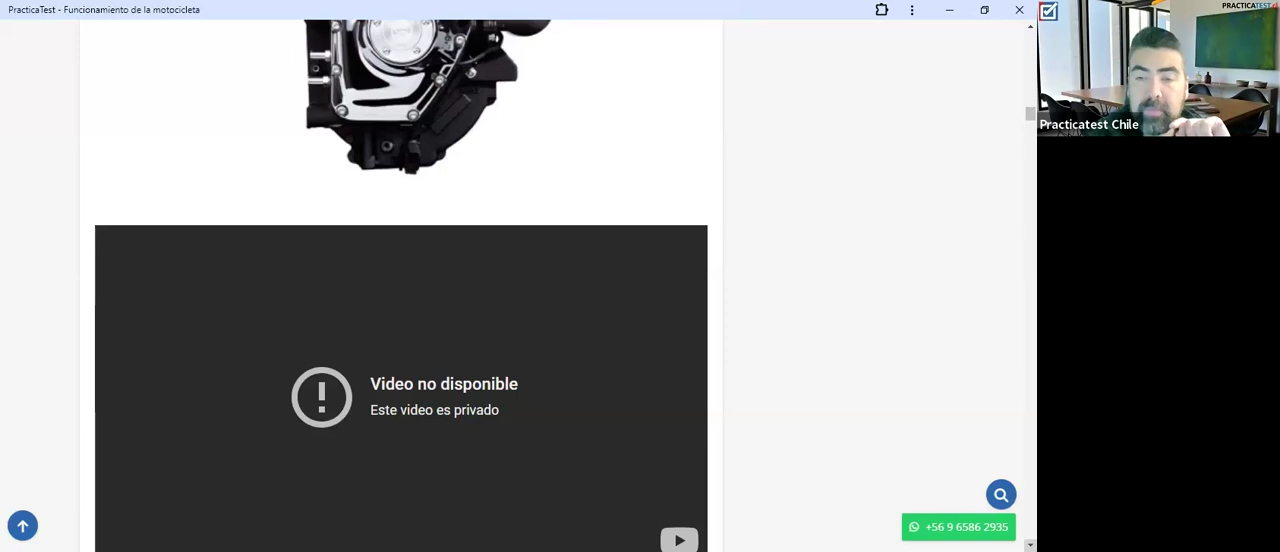 PracticaTest - Funcionamiento de la motocicleta
PRACTICATEST.cl
Practicatest Chile
Video no disponible
Este video es privado
+56 9 6586 2935